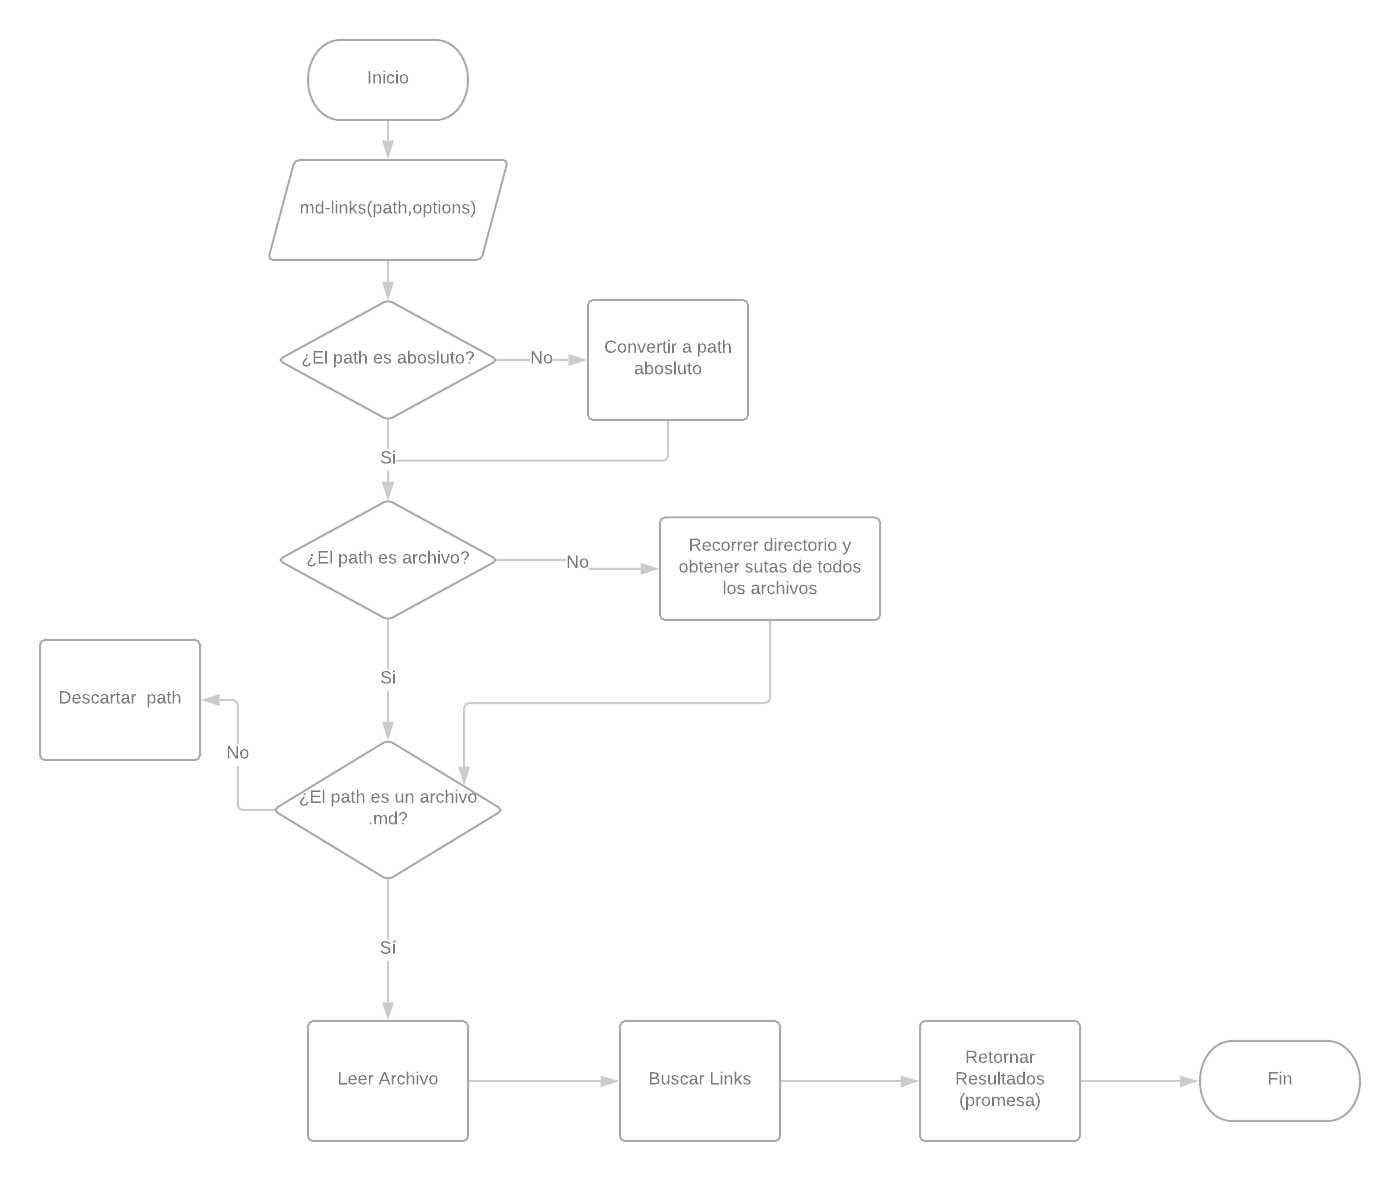 Inicio
md-links(path,options)
¿El path es abosluto?
No
Convertir a path
abosluto
Si
¿El path es archivo?
No
Recorrer directorio y
obtener sutas de todos
los archivos
Si
Descartar  path
No
¿El path es un archivo
.md?
Sí
Leer Archivo
Buscar Links
Retornar
Resultados
(promesa)
Fin